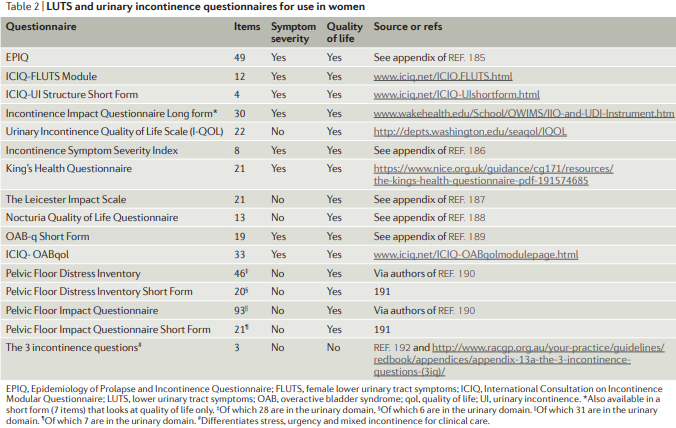 Table 2 | LUTS and urinary incontinence questionnaires for use in women
Questionnaire Items Symptom severity Quality of life Source or refs
EPIQ 49 Yes Yes See appendix of REF. 185
ICIQ-FLUTS Module 12 Yes Yes www.iciq.net/ICIQ.FLUTS.html
ICIQ-UI Structure Short Form 4 Yes Yes www.iciq.net/ICIQ-UIshortform.html
Incontinence Impact Questionnaire Long form* 30 Yes Yes www.wakehealth.edu/School/OWIMS/IIO-and-UDI-Instrument.htm
Urinary Incontinence Quality of Life Scale (I-QOL) 22 No Yes http://depts.washington.edu/seaqol/IQOL
Incontinence Symptom Severity Index 8 Yes Yes See appendix of REF. 186
King's Health Questionnaire 21 Yes Yes https://www.nice.org.uk/guidance/cg171/resources/
the-kings-health-questionnaire-pdf-191574685
The Leicester Impact Scale 21 No Yes See appendix of REF. 187
Nocturia Quality of Life Questionnaire 13 No Yes See appendix of REF. 188
OAB-q Short Form 19 Yes Yes See appendix of REF. 189
ICIQ- OABqol 33 Yes Yes www.iciq.net/ICIQ-OABqolmodulepage.html
Pelvic Floor Distress Inventory 46‡ No Yes Via authors of REF. 190
Pelvic Floor Distress Inventory Short Form 20§ No Yes 191
Pelvic Floor Impact Questionnaire 93|| No Yes Via authors of REF. 190
Pelvic Floor Impact Questionnaire Short Form 21¶ No Yes 191
The 3 incontinence questions# 3 No No REF. 192 and http://www.racgp.org.au/your-practice/guidelines/
redbook/appendices/appendix-13a-the-3-incontinence-
questions-(3iq)/
EPIQ, Epidemiology of Prolapse and Incontinence Questionnaire; FLUTS, female lower urinary tract symptoms; ICIQ, International Consultation on Incontinence
Modular Questionnaire; LUTS, lower urinary tract symptoms; OAB, overactive bladder syndrome; qol, quality of life; UI, urinary incontinence. *Also available in a
short form (7 items) that looks at quality of life only. ‡Of which 28 are in the urinary domain. §Of which 6 are in the urinary domain. ||Of which 31 are in the urinary
domain. ¶Of which 7 are in the urinary domain. #Differentiates stress, urgency and mixed incontinence for clinical care.